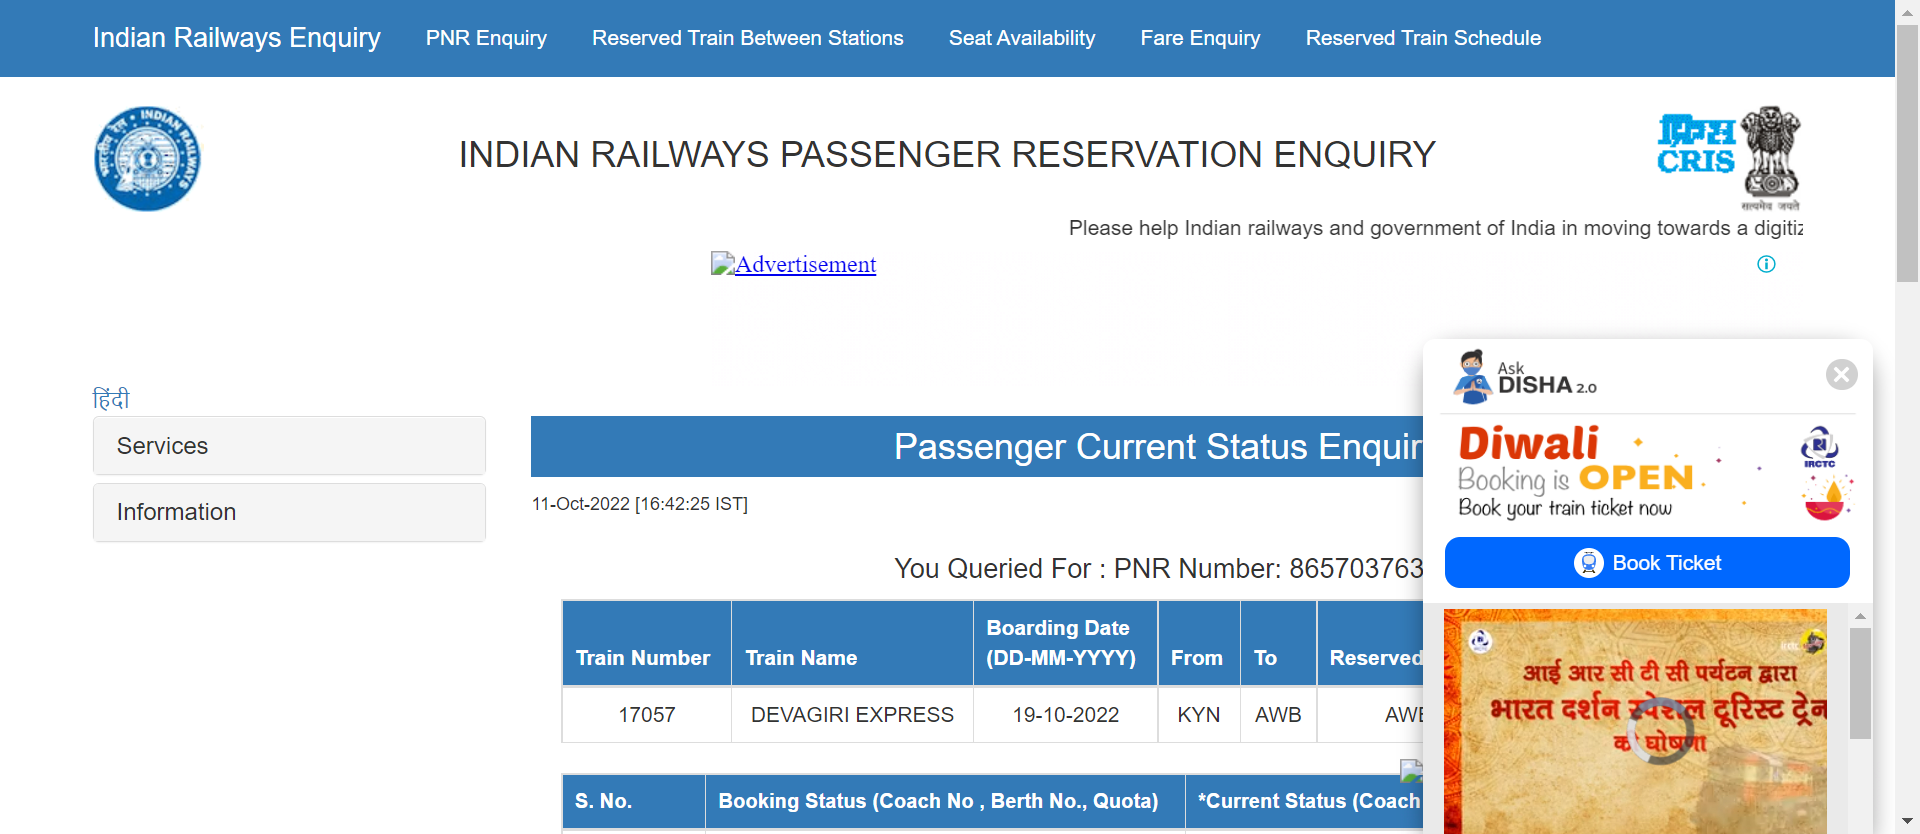 Indian Railways Enquiry PNR Enquiry Reserved Train Between Stations Seat Availability Fare Enquiry Reserved Train Schedule
भारतीय रेल INDIAN RAILWAYS
INDIAN RAILWAYS PASSENGER RESERVATION ENQUIRY
क्रिस
CRIS
सत्यमेव जयते
Please help Indian railways and government of India in moving towards a digitiz
Advertisement
हिंदी
Services
Information
Passenger Current Status Enquir
11-Oct-2022 [16:42:25 IST]
You Queried For : PNR Number: 865703763
Train Number Train Name Boarding Date (DD-MM-YYYY) From To Reserved
17057 DEVAGIRI EXPRESS 19-10-2022 KYN AWB AWB
S. No. Booking Status (Coach No , Berth No., Quota) *Current Status (Coach
Ask
DISHA 2.0
Diwali
Booking is OPEN
Book your train ticket now
IRCTC
Book Ticket
आई आर सी टी सी पर्यटन द्वारा
भारत दर्शन स्पेशल टूरिस्ट ट्रेन
की घोषणा